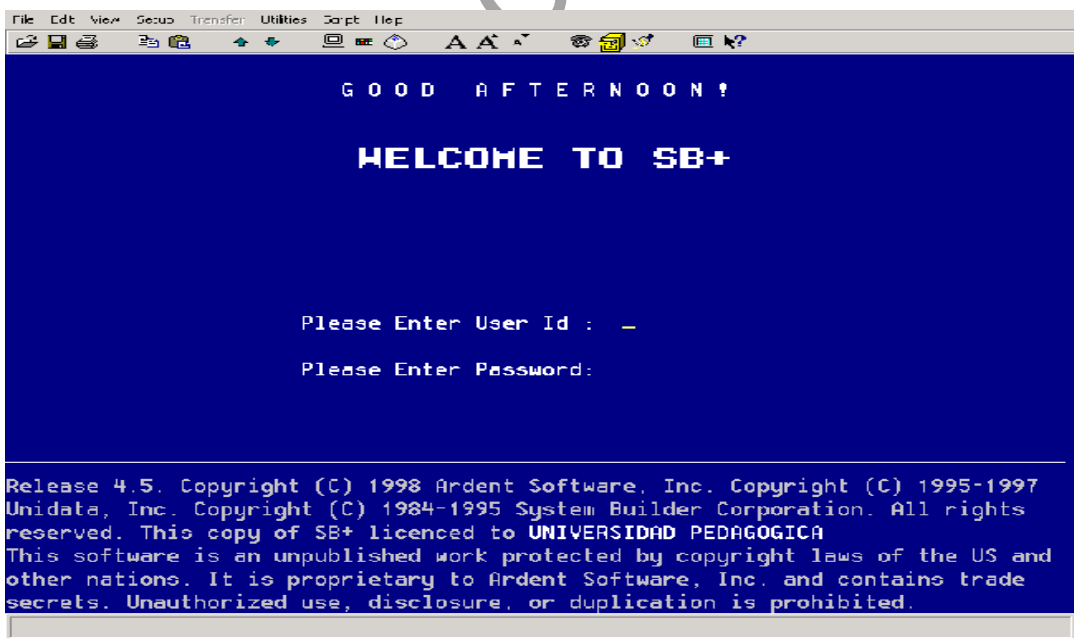 File Edit View Setup Transfer Utilities Script Help
GOOD AFTERNOON!
WELCOME TO SB+
Please Enter User Id :
Please Enter Password:
Release 4.5. Copyright (C) 1998 Ardent Software, Inc. Copyright (C) 1995-1997
Unidata, Inc. Copyright (C) 1984-1995 System Builder Corporation. All rights
reserved. This copy of SB+ licenced to UNIVERSIDAD PEDAGOGICA
This software is an unpublished work protected by copyright laws of the US and
other nations. It is proprietary to Ardent Software, Inc. and contains trade
secrets. Unauthorized use, disclosure, or duplication is prohibited.